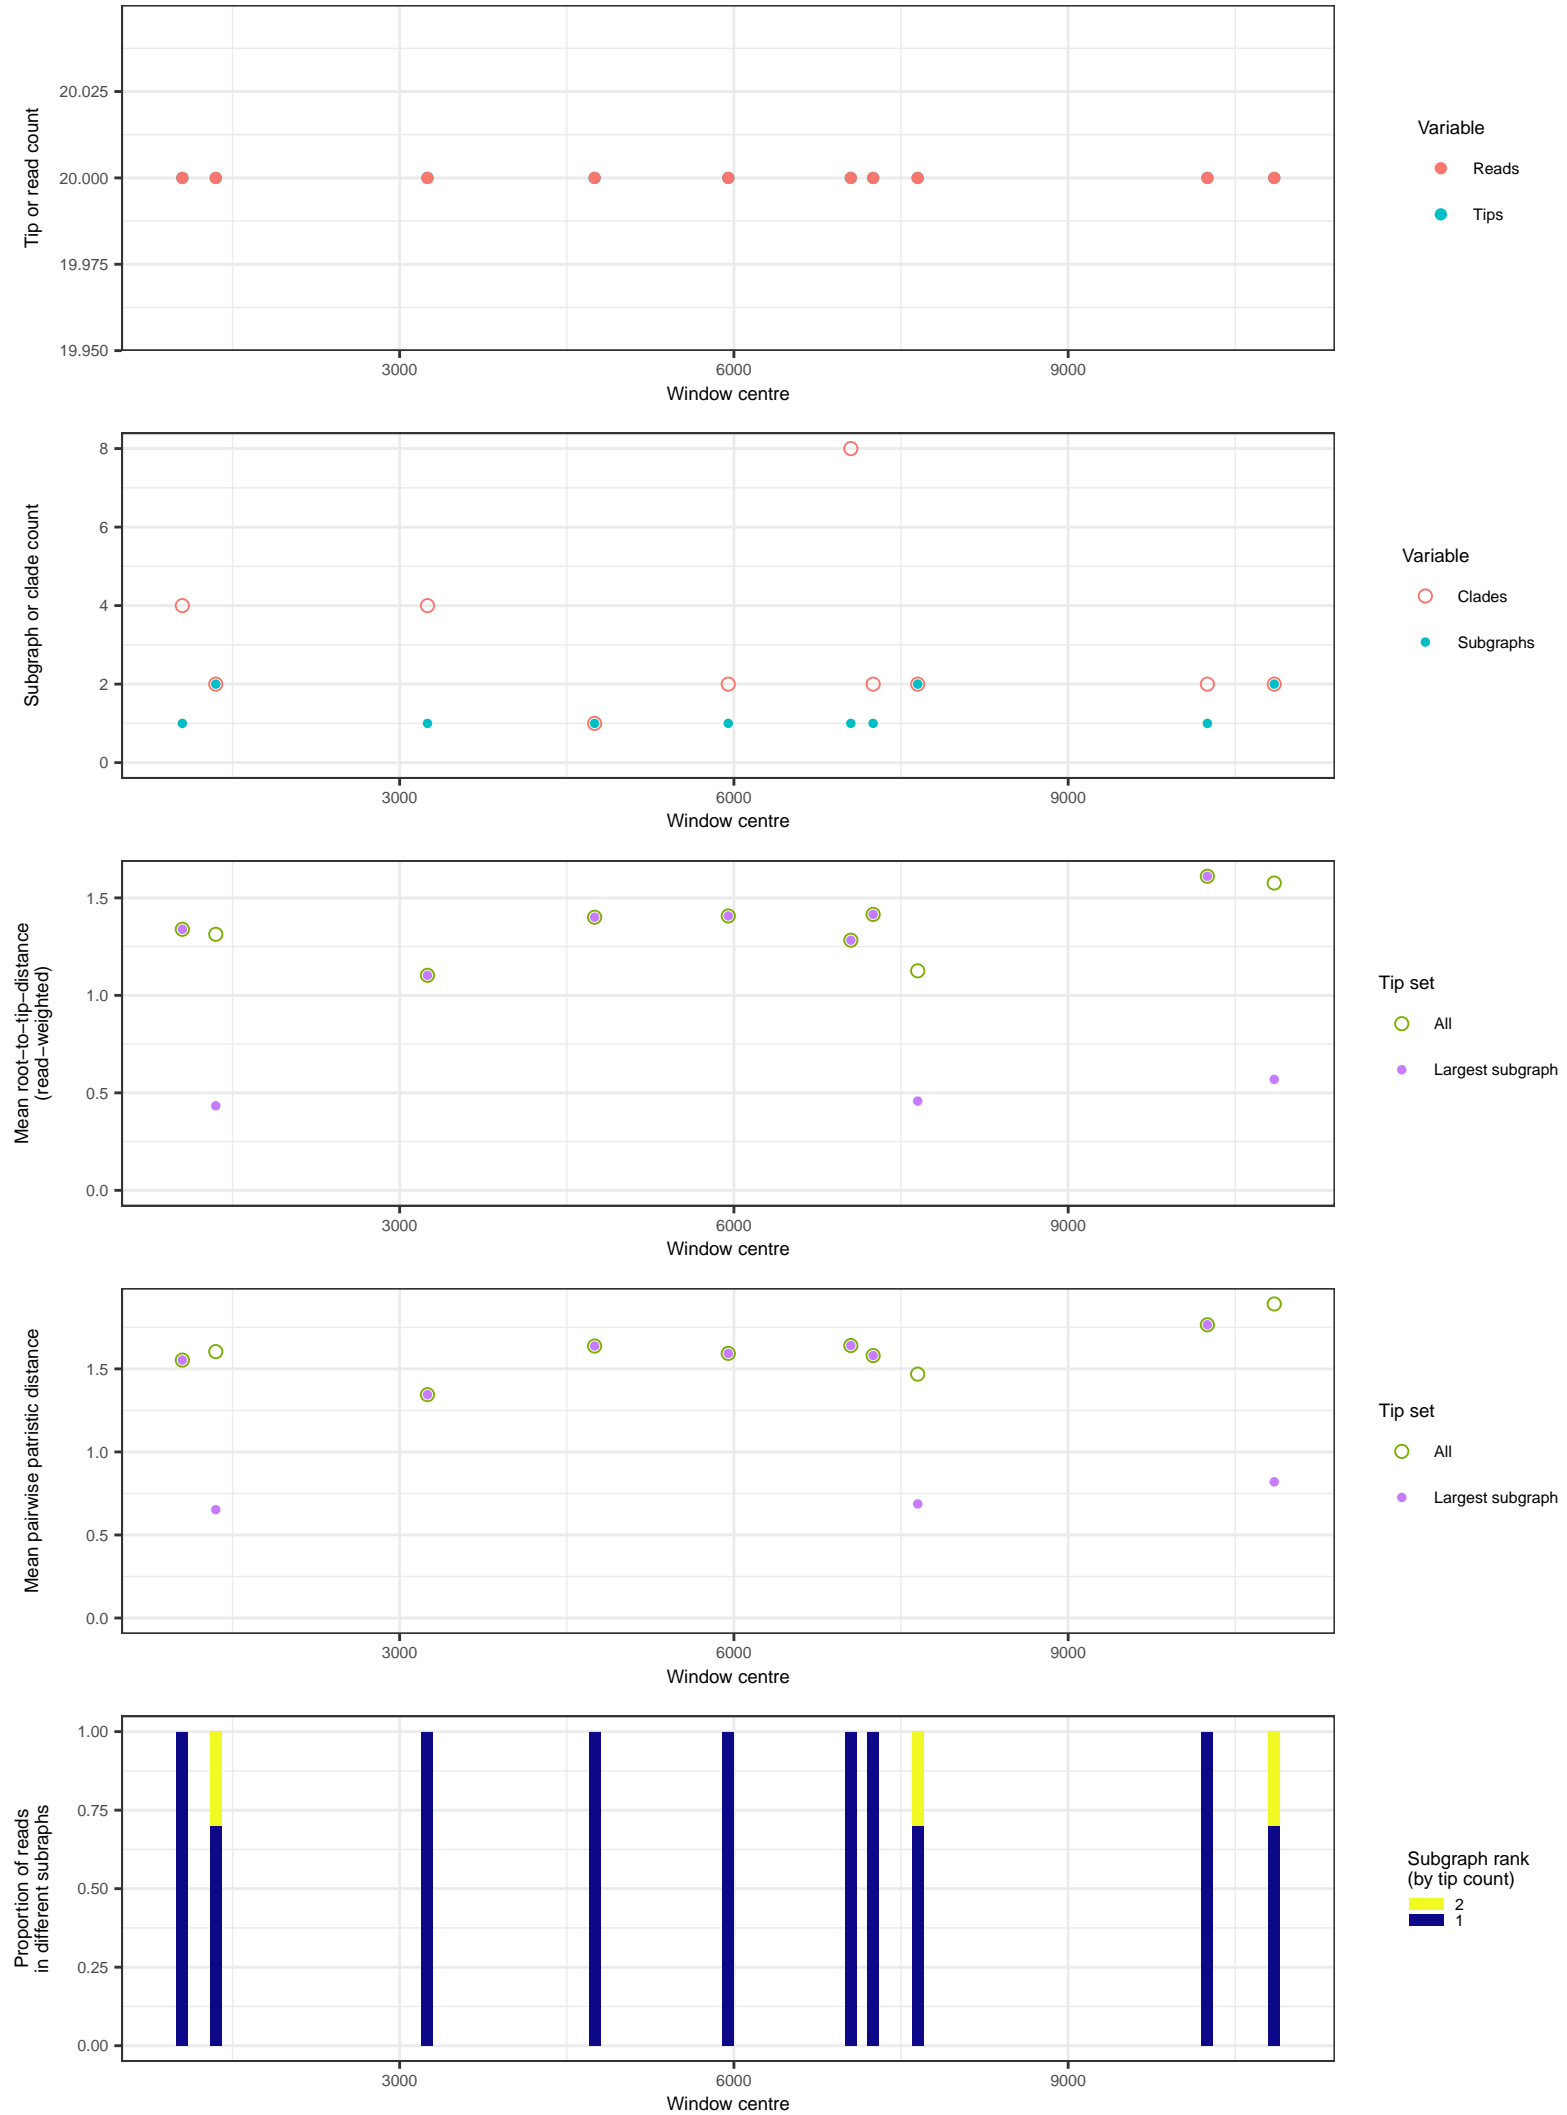 20.025
20.000
19.975
19.950
Tip or read count
3000 6000 9000
Window centre
Variable
Reads
Tips
8
6
4
2
0
Subgraph or clade count
3000 6000 9000
Window centre
Variable
Clades
Subgraphs
1.5
1.0
0.5
0.0
Mean root−to−tip−distance
(read−weighted)
3000 6000 9000
Window centre
Tip set
All
Largest subgraph
1.5
1.0
0.5
0.0
Mean pairwise patristic distance
3000 6000 9000
Window centre
Tip set
All
Largest subgraph
1.00
0.75
0.50
0.25
0.00
Proportion of reads
in different subraphs
3000 6000 9000
Window centre
Subgraph rank
(by tip count)
2
1